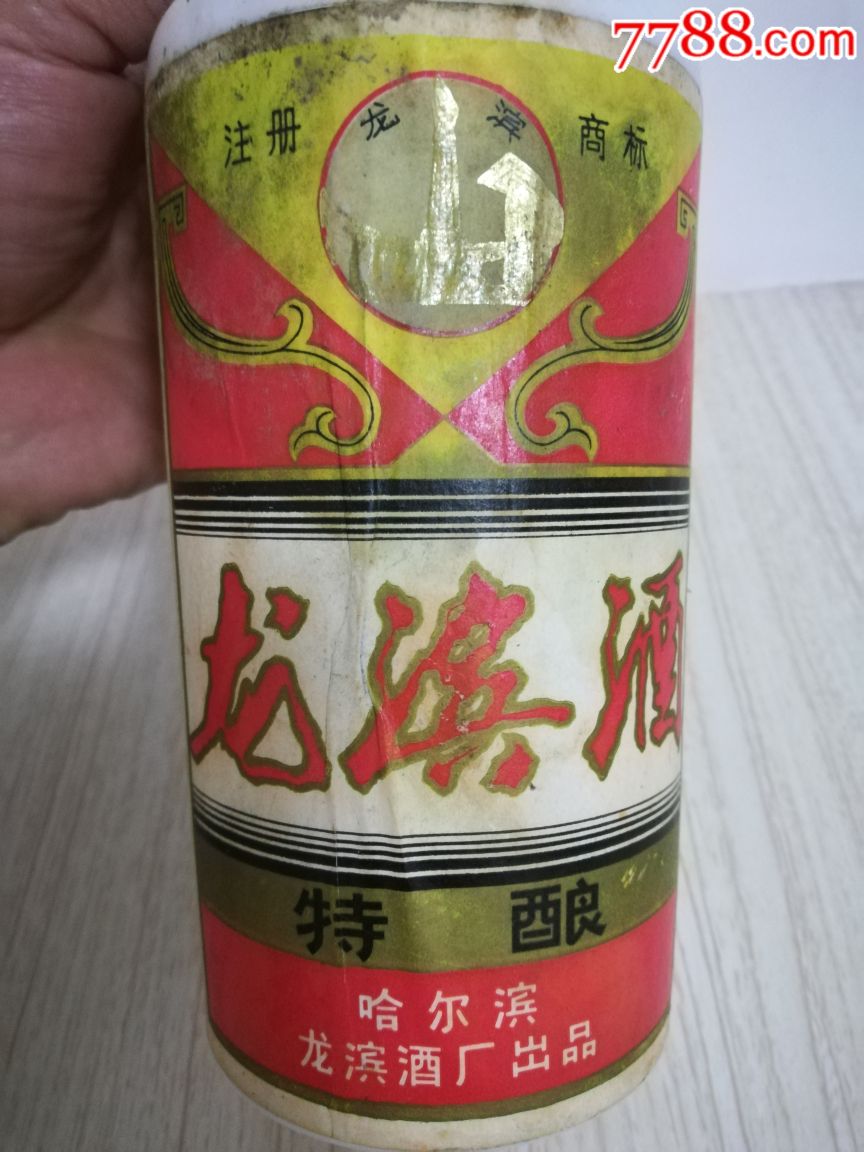 7788.com
注册 龙滨 商标
龙滨酒
特酿
哈尔滨
龙滨酒厂出品